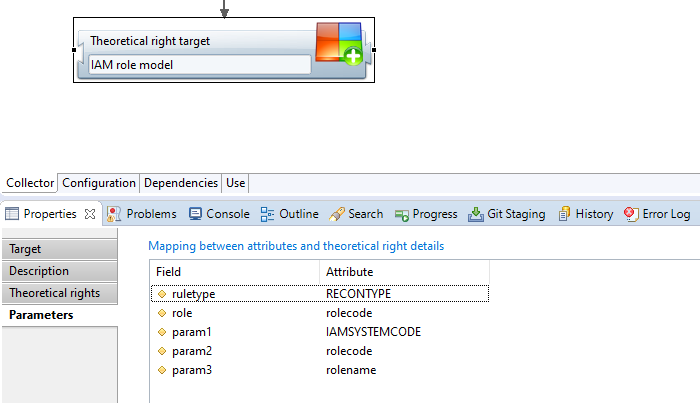 Theoretical right target
IAM role model
Collector Configuration Dependencies Use
Properties Problems Console Outline Search Progress Git Staging History Error Log
Target
Description
Theoretical rights
Parameters
Mapping between attributes and theoretical right details
Field Attribute
ruletype RECONTYPE
role rolecode
param1 IAMSYSTEMCODE
param2 rolecode
param3 rolename